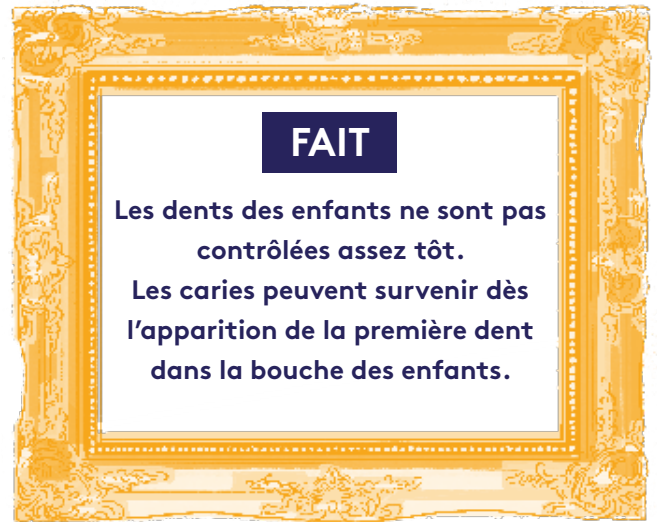 FAIT
Les dents des enfants ne sont pas
contrôlées assez tôt.
Les caries peuvent survenir dès
l’apparition de la première dent
dans la bouche des enfants.